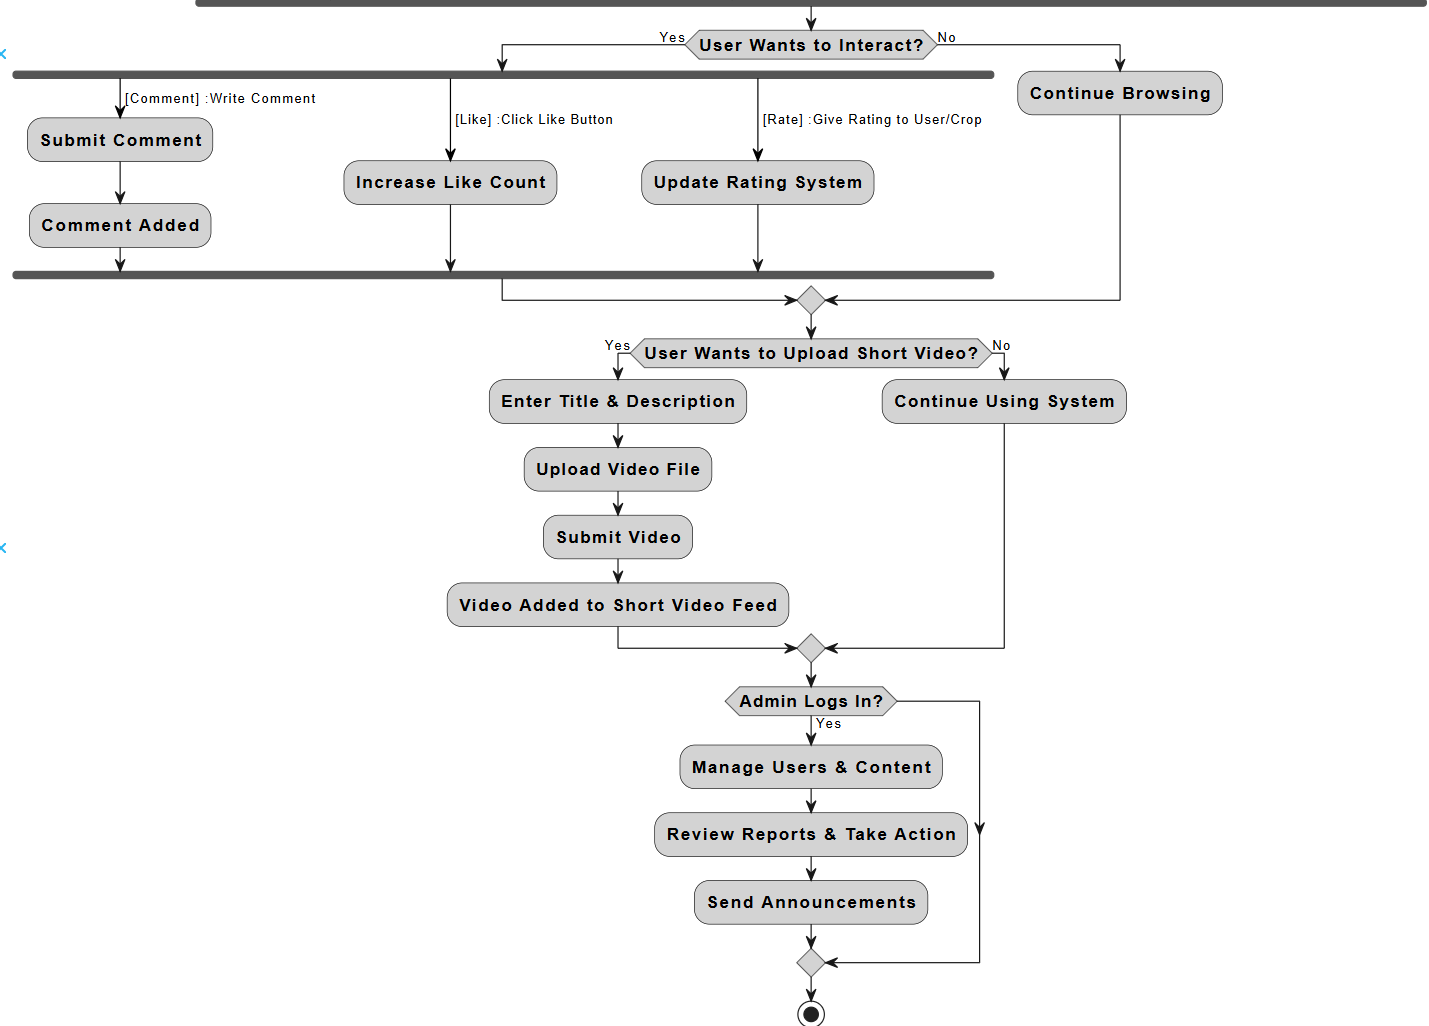 Yes
User Wants to Interact?
No
[Comment] :Write Comment
[Like] :Click Like Button
[Rate] :Give Rating to User/Crop
Continue Browsing
Submit Comment
Increase Like Count
Update Rating System
Comment Added
Yes
User Wants to Upload Short Video?
No
Enter Title & Description
Continue Using System
Upload Video File
Submit Video
Video Added to Short Video Feed
Admin Logs In?
Yes
Manage Users & Content
Review Reports & Take Action
Send Announcements